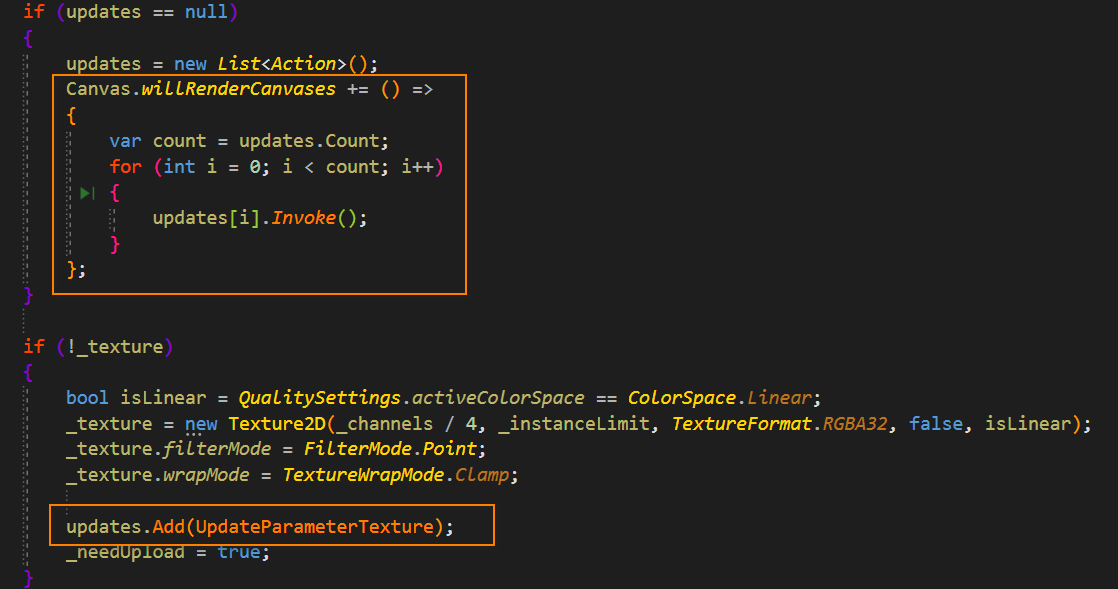 if (updates == null)
{
updates = new List<Action>();
Canvas.willRenderCanvases += () =>
{
var count = updates.Count;
for (int i = 0; i < count; i++)
{
updates[i].Invoke();
}
};
}
if (!_texture)
{
bool isLinear = QualitySettings.activeColorSpace == ColorSpace.Linear;
_texture = new Texture2D(_channels / 4, _instanceLimit, TextureFormat.RGBA32, false, isLinear);
_texture.filterMode = FilterMode.Point;
_texture.wrapMode = TextureWrapMode.Clamp;
updates.Add(UpdateParameterTexture);
_needUpload = true;
}